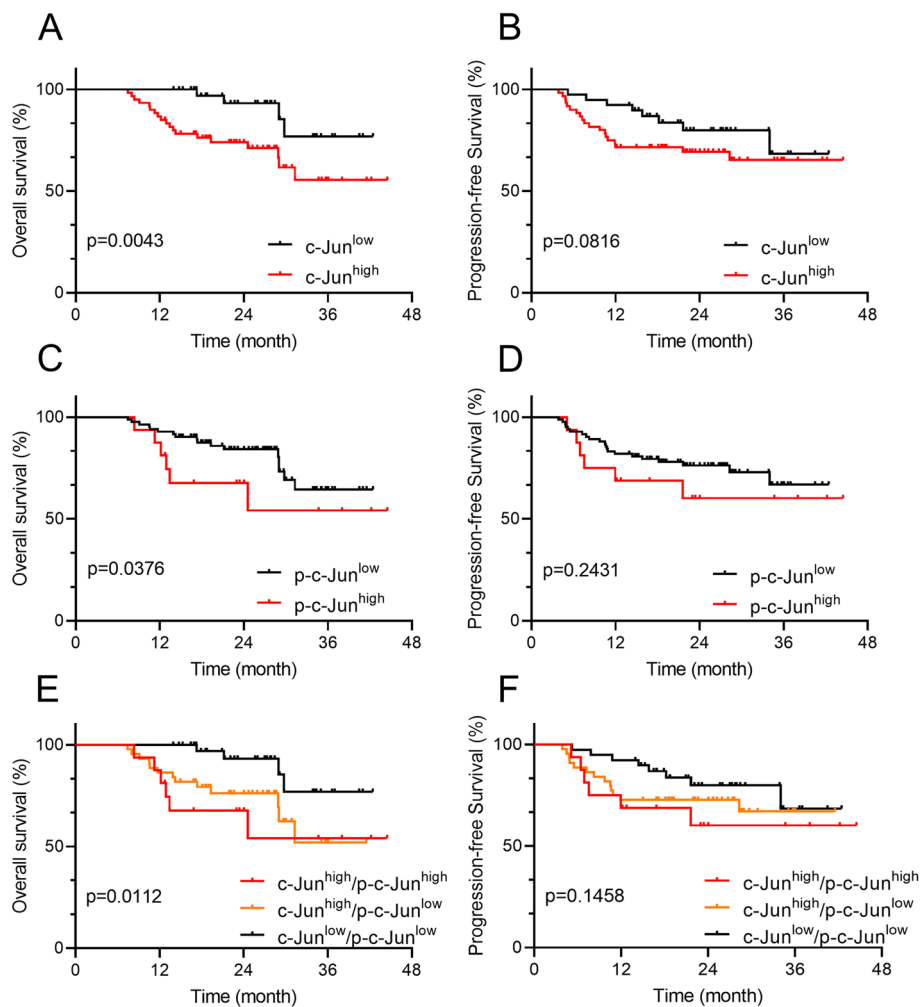 A
Overall survival (%)
100
50
0
p=0.0043
c-Junlow
c-Junhigh
0 12 24 36 48
Time (month)
B
Progression-free Survival (%)
100
50
0
p=0.0816
c-Junlow
c-Junhigh
0 12 24 36 48
Time (month)
C
Overall survival (%)
100
50
0
p=0.0376
p-c-Junlow
p-c-Junhigh
0 12 24 36 48
Time (month)
D
Progression-free Survival (%)
100
50
0
p=0.2431
p-c-Junlow
p-c-Junhigh
0 12 24 36 48
Time (month)
E
Overall survival (%)
100
50
0
p=0.0112
c-Junhigh/p-c-Junhigh
c-Junhigh/p-c-Junlow
c-Junlow/p-c-Junlow
0 12 24 36 48
Time (month)
F
Progression-free Survival (%)
100
50
0
p=0.1458
c-Junhigh/p-c-Junhigh
c-Junhigh/p-c-Junlow
c-Junlow/p-c-Junlow
0 12 24 36 48
Time (month)